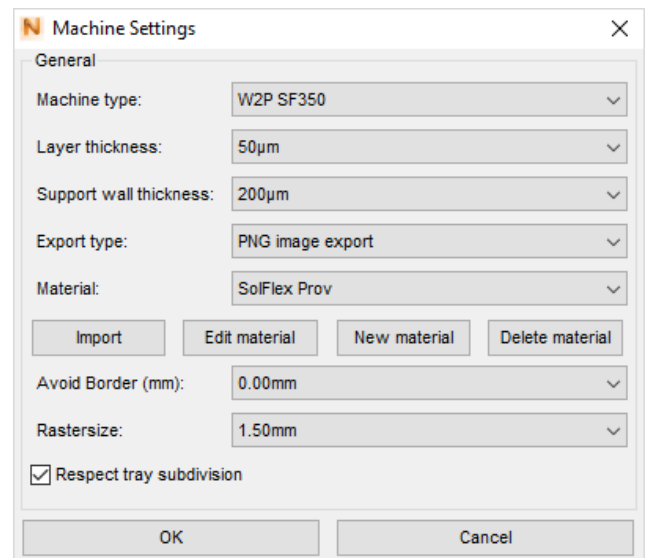 Machine Settings
General
Machine type: W2P SF350
Layer thickness: 50µm
Support wall thickness: 200µm
Export type: PNG image export
Material: SolFlex Prov
Import Edit material New material Delete material
Avoid Border (mm): 0.00mm
Rastersize: 1.50mm
Respect tray subdivision
OK Cancel